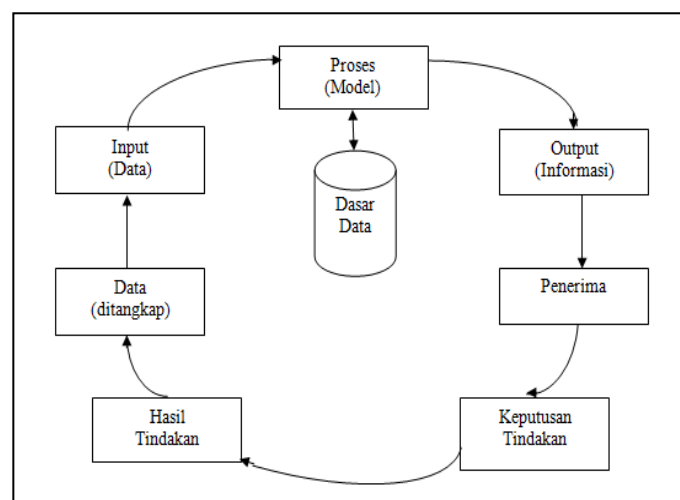 Proses
(Model)
Input
(Data)
Output
(Informasi)
Dasar
Data
Data
(ditangkap)
Penerima
Hasil
Tindakan
Keputusan
Tindakan